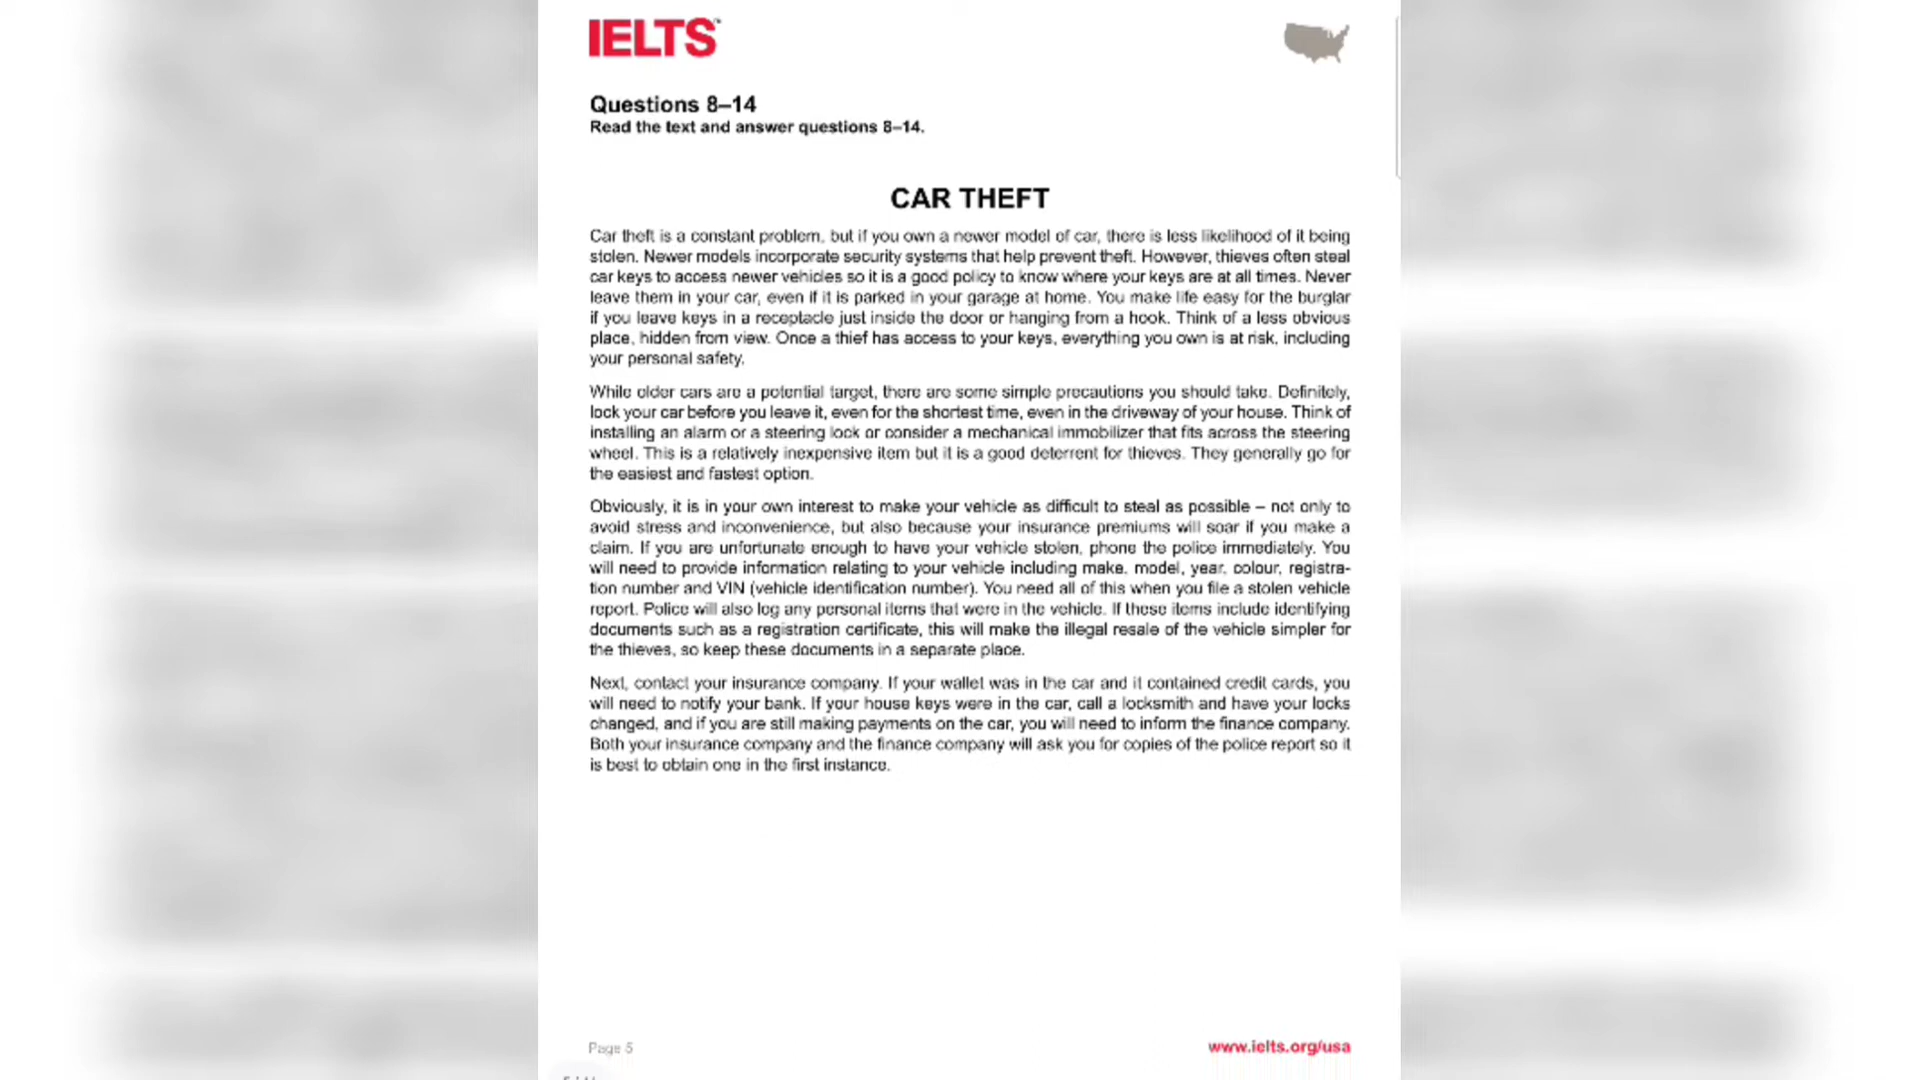 IELTS™
Questions 8–14
Read the text and answer questions 8–14.
CAR THEFT
Car theft is a constant problem, but if you own a newer model of car, there is less likelihood of it being
stolen. Newer models incorporate security systems that help prevent theft. However, thieves often steal
car keys to access newer vehicles so it is a good policy to know where your keys are at all times. Never
leave them in your car, even if it is parked in your garage at home. You make life easy for the burglar
if you leave keys in a receptacle just inside the door or hanging from a hook. Think of a less obvious
place, hidden from view. Once a thief has access to your keys, everything you own is at risk, including
your personal safety.
While older cars are a potential target, there are some simple precautions you should take. Definitely,
lock your car before you leave it, even for the shortest time, even in the driveway of your house. Think of
installing an alarm or a steering lock or consider a mechanical immobilizer that fits across the steering
wheel. This is a relatively inexpensive item but it is a good deterrent for thieves. They generally go for
the easiest and fastest option.
Obviously, it is in your own interest to make your vehicle as difficult to steal as possible – not only to
avoid stress and inconvenience, but also because your insurance premiums will soar if you make a
claim. If you are unfortunate enough to have your vehicle stolen, phone the police immediately. You
will need to provide information relating to your vehicle including make, model, year, colour, registra-
tion number and VIN (vehicle identification number). You need all of this when you file a stolen vehicle
report. Police will also log any personal items that were in the vehicle. If these items include identifying
documents such as a registration certificate, this will make the illegal resale of the vehicle simpler for
the thieves, so keep these documents in a separate place.
Next, contact your insurance company. If your wallet was in the car and it contained credit cards, you
will need to notify your bank. If your house keys were in the car, call a locksmith and have your locks
changed, and if you are still making payments on the car, you will need to inform the finance company.
Both your insurance company and the finance company will ask you for copies of the police report so it
is best to obtain one in the first instance.
Page 5
www.ielts.org/usa